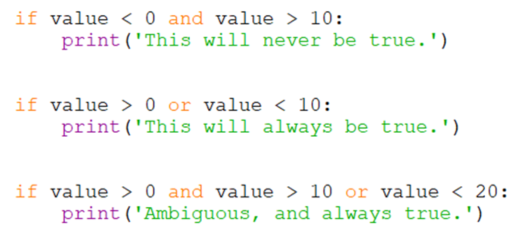 if value < 0 and value > 10:
    print('This will never be true.')
if value > 0 or value < 10:
    print('This will always be true.')
if value > 0 and value > 10 or value < 20:
    print('Ambiguous, and always true.')